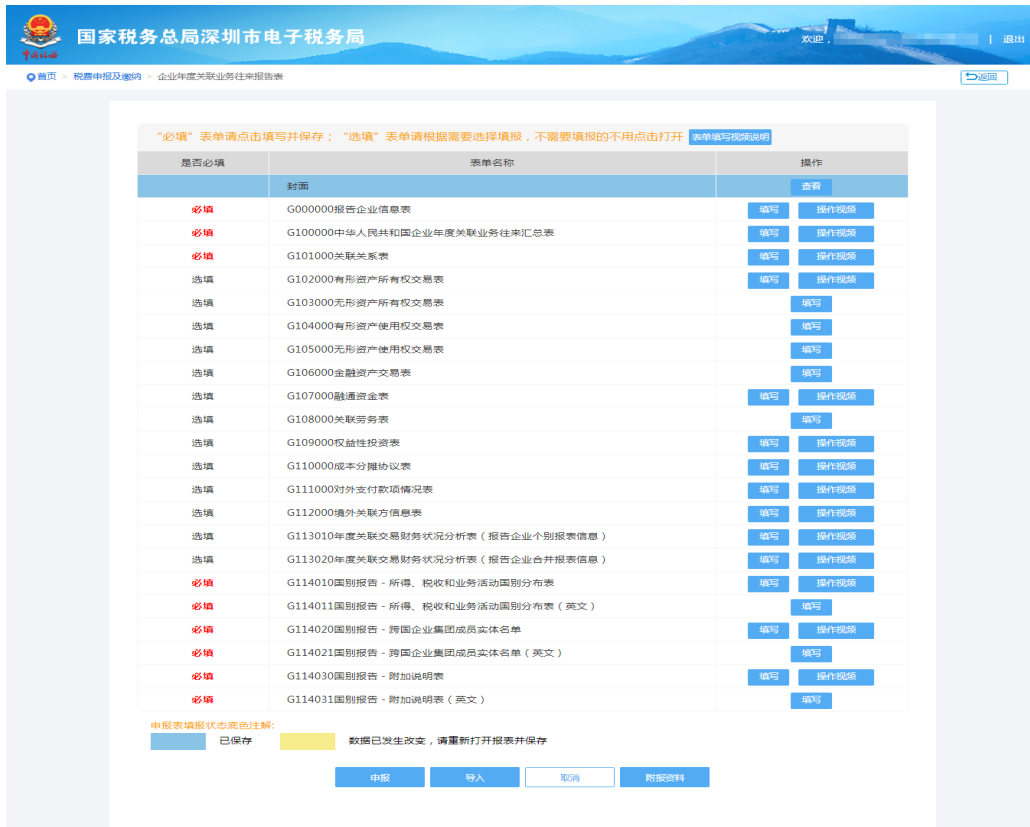 国家税务总局深圳市电子税务局
中国税务
欢迎， | 退出
首页 > 税费申报及缴纳 > 企业年度关联业务往来报告表 返回
“必填”表单请点击填写并保存；“选填”表单请根据需要选择填报，不需要填报的不用点击打开 表单填写视频说明
是否必填 表单名称 操作
封面 查看
必填 G000000报告企业信息表 填写 操作视频
必填 G100000中华人民共和国企业年度关联业务往来汇总表 填写 操作视频
必填 G101000关联关系表 填写 操作视频
选填 G102000有形资产所有权交易表 填写 操作视频
选填 G103000无形资产所有权交易表 填写
选填 G104000有形资产使用权交易表 填写
选填 G105000无形资产使用权交易表 填写
选填 G106000金融资产交易表 填写
选填 G107000融通资金表 填写 操作视频
选填 G108000关联劳务表 填写
选填 G109000权益性投资表 填写 操作视频
选填 G110000成本分摊协议表 填写 操作视频
选填 G111000对外支付款项情况表 填写 操作视频
选填 G112000境外关联方信息表 填写 操作视频
选填 G113010年度关联交易财务状况分析表（报告企业个别报表信息） 填写 操作视频
选填 G113020年度关联交易财务状况分析表（报告企业合并报表信息） 填写 操作视频
必填 G114010国别报告－所得、税收和业务活动国别分布表 填写 操作视频
必填 G114011国别报告－所得、税收和业务活动国别分布表（英文） 填写
必填 G114020国别报告－跨国企业集团成员实体名单 填写 操作视频
必填 G114021国别报告－跨国企业集团成员实体名单（英文） 填写
必填 G114030国别报告－附加说明表 填写 操作视频
必填 G114031国别报告－附加说明表（英文） 填写
申报表填报状态底色注解:
已保存 数据已发生改变，请重新打开报表并保存
申报 导入 取消 附报资料